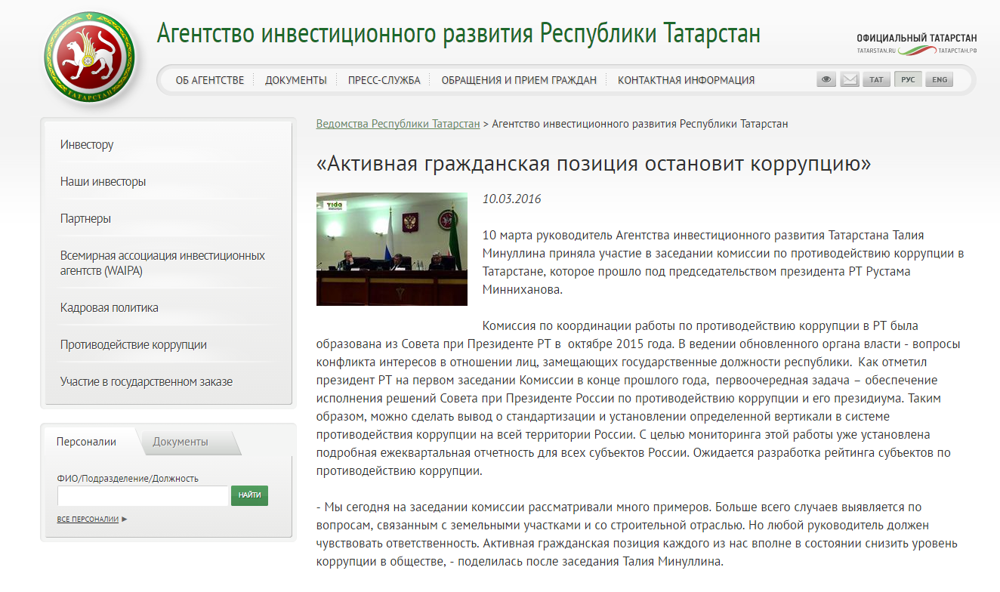 Агентство инвестиционного развития Республики Татарстан
ОФИЦИАЛЬНЫЙ ТАТАРСТАН
TATARSTAN.RU ТАТАРСТАН.РФ
ТАТАРСТАН
ОБ АГЕНТСТВЕ ДОКУМЕНТЫ ПРЕСС-СЛУЖБА ОБРАЩЕНИЯ И ПРИЕМ ГРАЖДАН КОНТАКТНАЯ ИНФОРМАЦИЯ ТАТ РУС ENG
Инвестору
Наши инвесторы
Партнеры
Всемирная ассоциация инвестиционных
агентств (WAIPA)
Кадровая политика
Противодействие коррупции
Участие в государственном заказе
Персоналии Документы
ФИО/Подразделение/Должность
НАЙТИ
ВСЕ ПЕРСОНАЛИИ
Ведомства Республики Татарстан > Агентство инвестиционного развития Республики Татарстан
«Активная гражданская позиция остановит коррупцию»
TIDA
10.03.2016
10 марта руководитель Агентства инвестиционного развития Татарстана Талия
Минуллина приняла участие в заседании комиссии по противодействию коррупции в
Татарстане, которое прошло под председательством президента РТ Рустама
Минниханова.
Комиссия по координации работы по противодействию коррупции в РТ была
образована из Совета при Президенте РТ в октябре 2015 года. В ведении обновленного органа власти - вопросы
конфликта интересов в отношении лиц, замещающих государственные должности республики. Как отметил
президент РТ на первом заседании Комиссии в конце прошлого года, первоочередная задача – обеспечение
исполнения решений Совета при Президенте России по противодействию коррупции и его президиума. Таким
образом, можно сделать вывод о стандартизации и установлении определенной вертикали в системе
противодействия коррупции на всей территории России. С целью мониторинга этой работы уже установлена
подробная ежеквартальная отчетность для всех субъектов России. Ожидается разработка рейтинга субъектов по
противодействию коррупции.
- Мы сегодня на заседании комиссии рассматривали много примеров. Больше всего случаев выявляется по
вопросам, связанным с земельными участками и со строительной отраслью. Но любой руководитель должен
чувствовать ответственность. Активная гражданская позиция каждого из нас вполне в состоянии снизить уровень
коррупции в обществе, - поделилась после заседания Талия Минуллина.